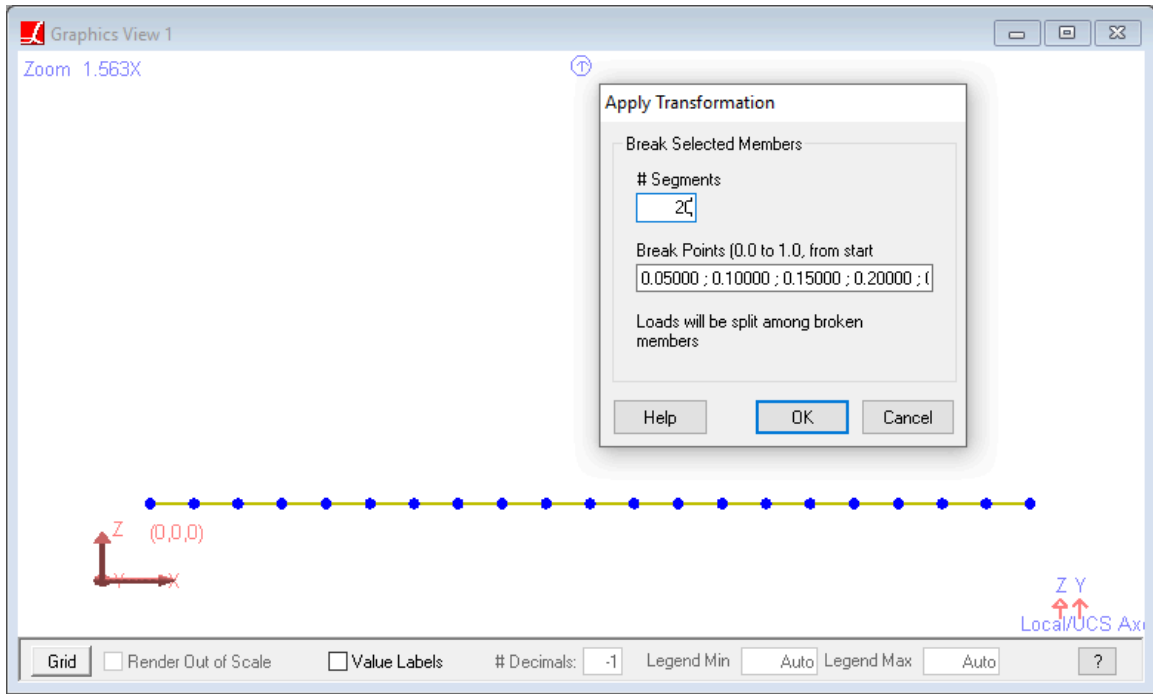 Graphics View 1
Zoom 1.563X
Apply Transformation
Break Selected Members
# Segments
20
Break Points (0.0 to 1.0, from start
0.05000 ; 0.10000 ; 0.15000 ; 0.20000 ; (
Loads will be split among broken
members
Help OK Cancel
Z (0,0,0)
Y X
Z Y
Local/UCS Ax
Grid Render Out of Scale Value Labels # Decimals: -1 Legend Min Auto Legend Max Auto ?